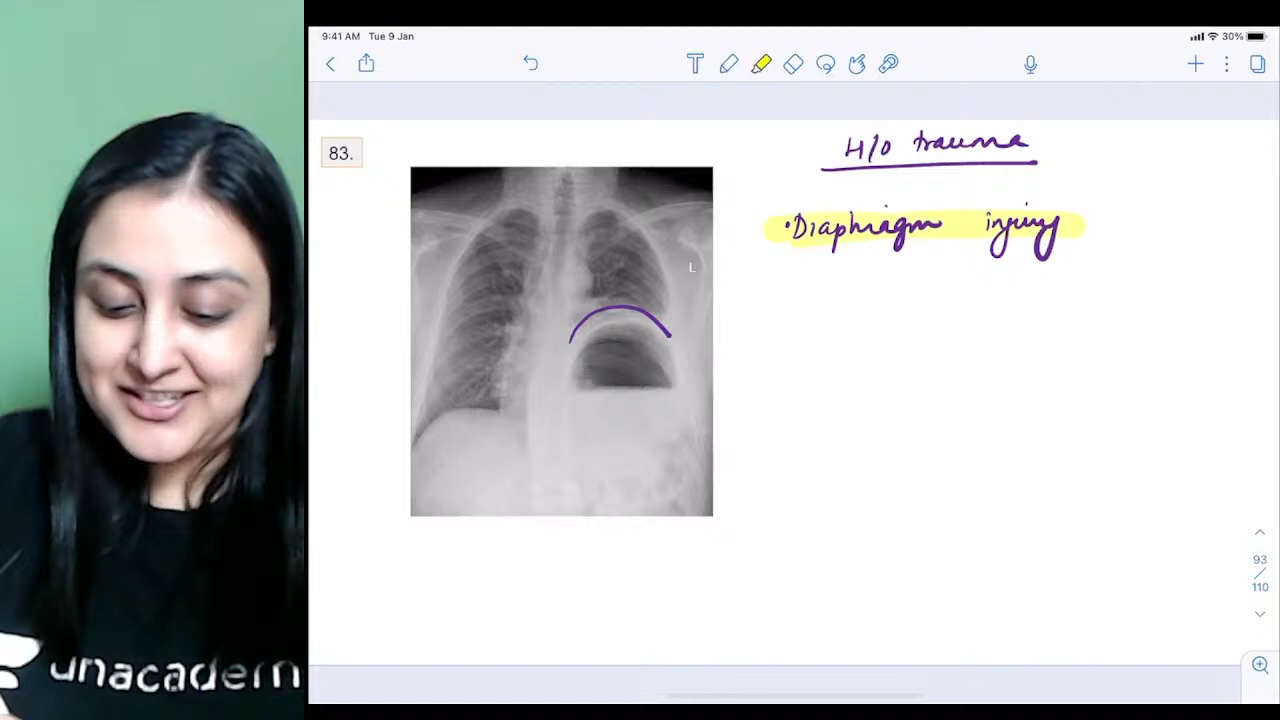 9:41 AM Tue 9 Jan
30%
T
83.
H/O trauma
L
• Diaphragm injury
93
/
110
unacadem